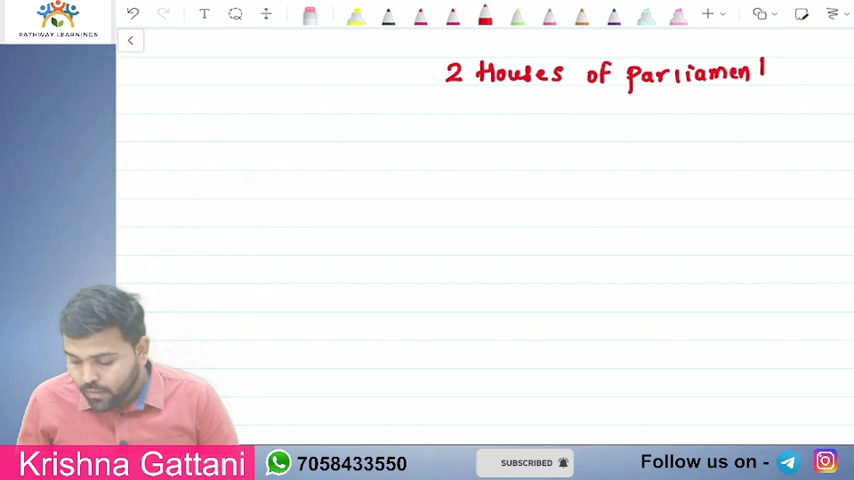 PATHWAY LEARNINGS
T
2 Houses of parliament
Krishna Gattani
7058433550
SUBSCRIBED
Follow us on -